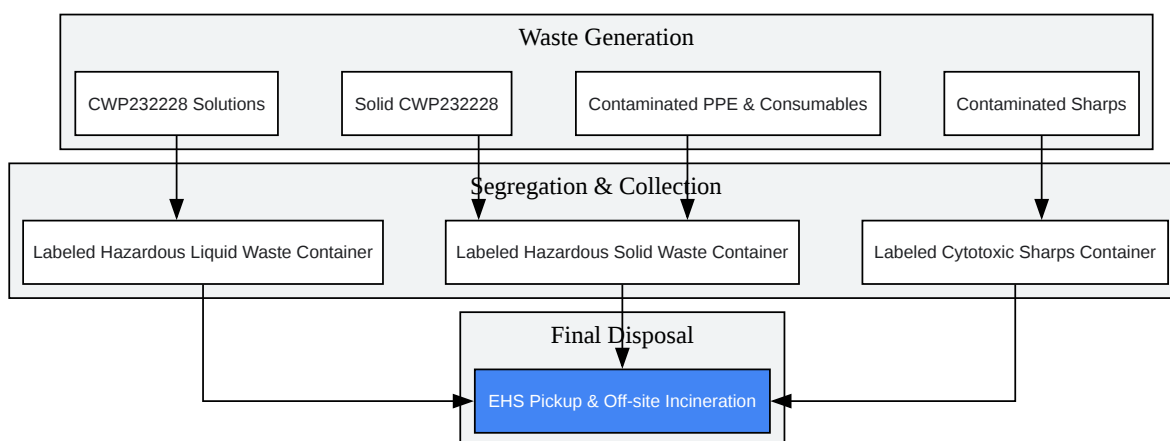 Waste Generation
CWP232228 Solutions
Solid CWP232228
Contaminated PPE & Consumables
Contaminated Sharps
Segregation & Collection
Labeled Hazardous Liquid Waste Container
Labeled Hazardous Solid Waste Container
Labeled Cytotoxic Sharps Container
Final Disposal
EHS Pickup & Off-site Incineration